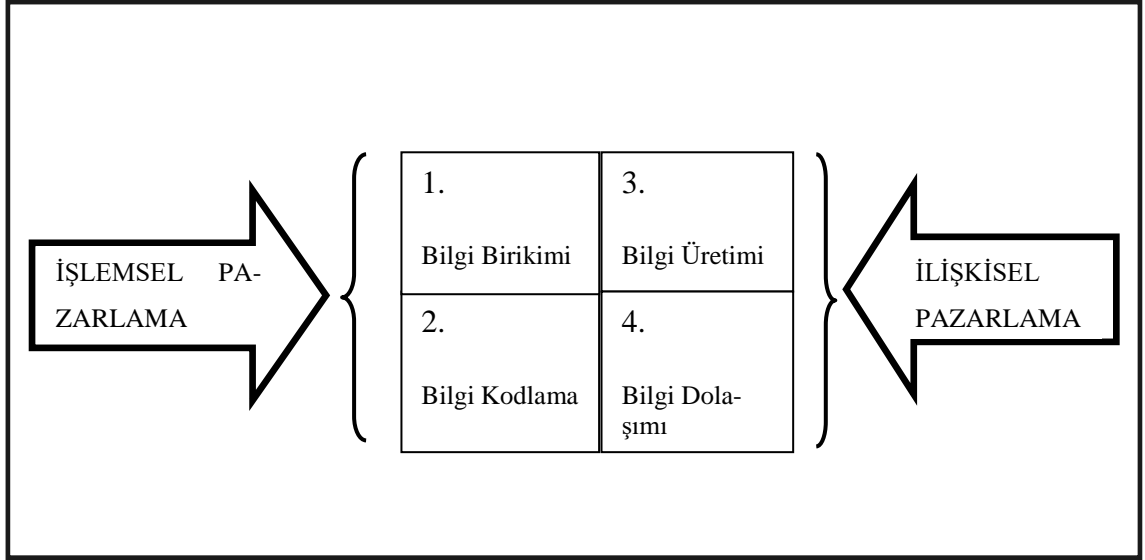 İŞLEMSEL PA-
ZARLAMA
1.
Bilgi Birikimi
2.
Bilgi Kodlama
3.
Bilgi Üretimi
4.
Bilgi Dola-
şımı
İLİŞKİSEL
PAZARLAMA